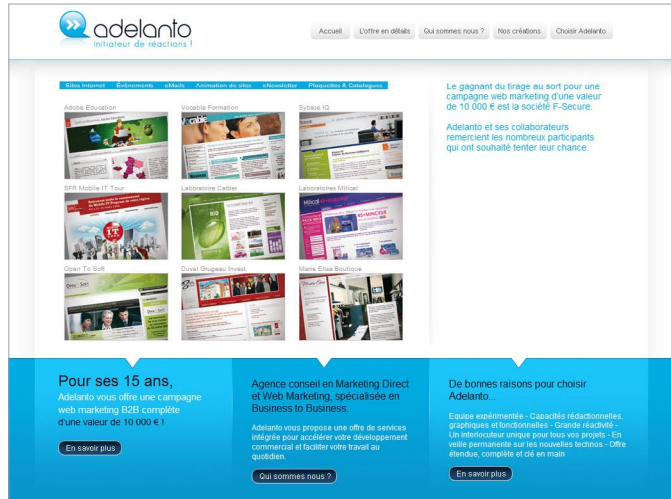 adelanto
initiateur de réactions !
Accueil
L'offre en détails
Qui sommes nous ?
Nos créations
Choisir Adelanto
Sites Internet Événements eMails Animation de sites eNewsletter Plaquettes & Catalogues
Adobe Education
Vocable Formation
Sybase IQ
SFR Mobile IT Tour
Laboratoire Cattier
Laboratoires Milical
Open To Soft
Duval Grugeau Invest.
Marie Elisa Boutique
Le gagnant du tirage au sort pour une
campagne web marketing d'une valeur
de 10 000 € est la société F-Secure.
Adelanto et ses collaborateurs
remercient les nombreux participants
qui ont souhaité tenter leur chance.
Pour ses 15 ans,
Adelanto vous offre une campagne
web marketing B2B complète
d'une valeur de 10 000 € !
En savoir plus
Agence conseil en Marketing Direct
et Web Marketing, spécialisée en
Business to Business.
Adelanto vous propose une offre de services
intégrée pour accélérer votre développement
commercial et faciliter votre travail au
quotidien.
Qui sommes nous ?
De bonnes raisons pour choisir
Adelanto...
Equipe expérimentée - Capacités rédactionnelles,
graphiques et fonctionnelles - Grande réactivité -
Un interlocuteur unique pour tous vos projets - En
veille permanente sur les nouvelles technos - Offre
étendue, complète et clé en main
En savoir plus